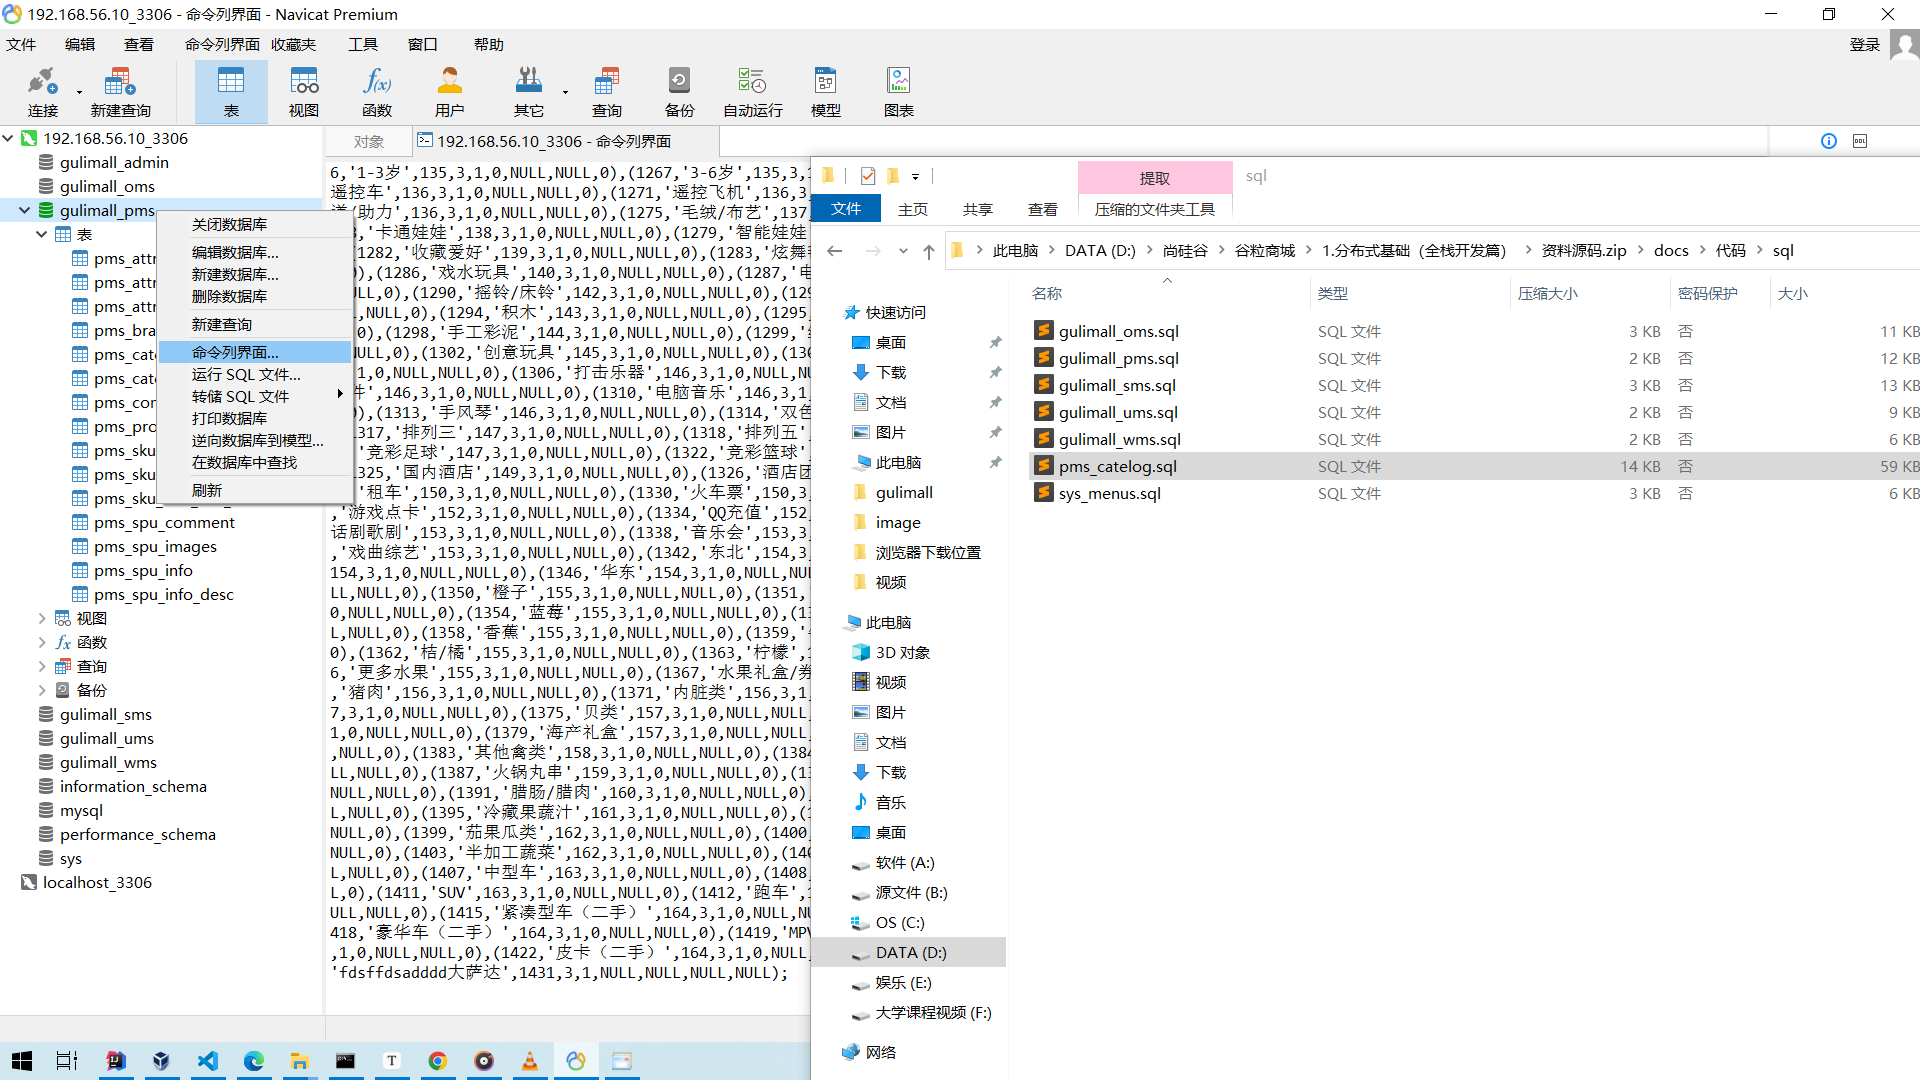 192.168.56.10_3306 - 命令列界面 - Navicat Premium
文件 编辑 查看 命令列界面 收藏夹 工具 窗口 帮助 登录
连接 新建查询 表 视图 函数 用户 其它 查询 备份 自动运行 模型 图表
192.168.56.10_3306
gulimall_admin
gulimall_oms
gulimall_pms
表
pms_attr
pms_attr
pms_attr
pms_bra
pms_cate
pms_cate
pms_con
pms_pro
pms_sku
pms_sku
pms_sku
pms_spu_comment
pms_spu_images
pms_spu_info
pms_spu_info_desc
视图
函数
查询
备份
gulimall_sms
gulimall_ums
gulimall_wms
information_schema
mysql
performance_schema
sys
localhost_3306
关闭数据库
编辑数据库...
新建数据库...
删除数据库
新建查询
命令列界面...
运行 SQL 文件...
转储 SQL 文件
打印数据库
逆向数据库到模型...
在数据库中查找
刷新
对象 192.168.56.10_3306 - 命令列界面
6,'1-3岁',135,3,1,0,NULL,NULL,0),(1267,'3-6岁',135,3,1
遥控车',136,3,1,0,NULL,NULL,0),(1271,'遥控飞机',136,3,1
道/助力',136,3,1,0,NULL,NULL,0),(1275,'毛绒/布艺',137
'卡通娃娃',138,3,1,0,NULL,NULL,0),(1279,'智能娃娃'
(1282,'收藏爱好',139,3,1,0,NULL,NULL,0),(1283,'炫舞
),(1286,'戏水玩具',140,3,1,0,NULL,NULL,0),(1287,'电
ULL,0),(1290,'摇铃/床铃',142,3,1,0,NULL,NULL,0),(129
,NULL,0),(1294,'积木',143,3,1,0,NULL,NULL,0),(1295,
0),(1298,'手工彩泥',144,3,1,0,NULL,NULL,0),(1299,'
NULL,0),(1302,'创意玩具',145,3,1,0,NULL,NULL,0),(130
1,0,NULL,NULL,0),(1306,'打击乐器',146,3,1,0,NULL,NUL
件',146,3,1,0,NULL,NULL,0),(1310,'电脑音乐',146,3,1
0),(1313,'手风琴',146,3,1,0,NULL,NULL,0),(1314,'双色
1317,'排列三',147,3,1,0,NULL,NULL,0),(1318,'排列五',
'竞彩足球',147,3,1,0,NULL,NULL,0),(1322,'竞彩篮球',
1325,'国内酒店',149,3,1,0,NULL,NULL,0),(1326,'酒店团
'租车',150,3,1,0,NULL,NULL,0),(1330,'火车票',150,3,
,'游戏点卡',152,3,1,0,NULL,NULL,0),(1334,'QQ充值',152,
话剧歌剧',153,3,1,0,NULL,NULL,0),(1338,'音乐会',153,3,
,'戏曲综艺',153,3,1,0,NULL,NULL,0),(1342,'东北',154,3,
154,3,1,0,NULL,NULL,0),(1346,'华东',154,3,1,0,NULL,NUL
LL,NULL,0),(1350,'橙子',155,3,1,0,NULL,NULL,0),(1351,'
0,NULL,NULL,0),(1354,'蓝莓',155,3,1,0,NULL,NULL,0),(13
L,NULL,0),(1358,'香蕉',155,3,1,0,NULL,NULL,0),(1359,'
0),(1362,'桔/橘',155,3,1,0,NULL,NULL,0),(1363,'柠檬',1
6,'更多水果',155,3,1,0,NULL,NULL,0),(1367,'水果礼盒/券
,'猪肉',156,3,1,0,NULL,NULL,0),(1371,'内脏类',156,3,1,
7,3,1,0,NULL,NULL,0),(1375,'贝类',157,3,1,0,NULL,NULL,
1,0,NULL,NULL,0),(1379,'海产礼盒',157,3,1,0,NULL,NULL,
,NULL,0),(1383,'其他禽类',158,3,1,0,NULL,NULL,0),(1384
LL,NULL,0),(1387,'火锅丸串',159,3,1,0,NULL,NULL,0),(13
NULL,NULL,0),(1391,'腊肠/腊肉',160,3,1,0,NULL,NULL,0),
L,NULL,0),(1395,'冷藏果蔬汁',161,3,1,0,NULL,NULL,0),(1
NULL,0),(1399,'茄果瓜类',162,3,1,0,NULL,NULL,0),(1400,
NULL,0),(1403,'半加工蔬菜',162,3,1,0,NULL,NULL,0),(140
L,NULL,0),(1407,'中型车',163,3,1,0,NULL,NULL,0),(1408,
L,0),(1411,'SUV',163,3,1,0,NULL,NULL,0),(1412,'跑车',1
ULL,NULL,0),(1415,'紧凑型车（二手）',164,3,1,0,NULL,NU
418,'豪华车（二手）',164,3,1,0,NULL,NULL,0),(1419,'MPV
,1,0,NULL,NULL,0),(1422,'皮卡（二手）',164,3,1,0,NULL,
'fdsffdsadddd大萨达',1431,3,1,NULL,NULL,NULL,NULL);
提取 sql
文件 主页 共享 查看 压缩的文件夹工具
此电脑 DATA (D:) 尚硅谷 谷粒商城 1.分布式基础（全栈开发篇） 资料源码.zip docs 代码 sql
名称 类型 压缩大小 密码保护 大小
gulimall_oms.sql SQL 文件 3 KB 否 11 KB
gulimall_pms.sql SQL 文件 2 KB 否 12 KB
gulimall_sms.sql SQL 文件 3 KB 否 13 KB
gulimall_ums.sql SQL 文件 2 KB 否 9 KB
gulimall_wms.sql SQL 文件 2 KB 否 6 KB
pms_catelog.sql SQL 文件 14 KB 否 59 KB
sys_menus.sql SQL 文件 3 KB 否 6 KB
快速访问
桌面
下载
文档
图片
此电脑
gulimall
image
浏览器下载位置
视频
此电脑
3D 对象
视频
图片
文档
下载
音乐
桌面
软件 (A:)
源文件 (B:)
OS (C:)
DATA (D:)
娱乐 (E:)
大学课程视频 (F:)
网络